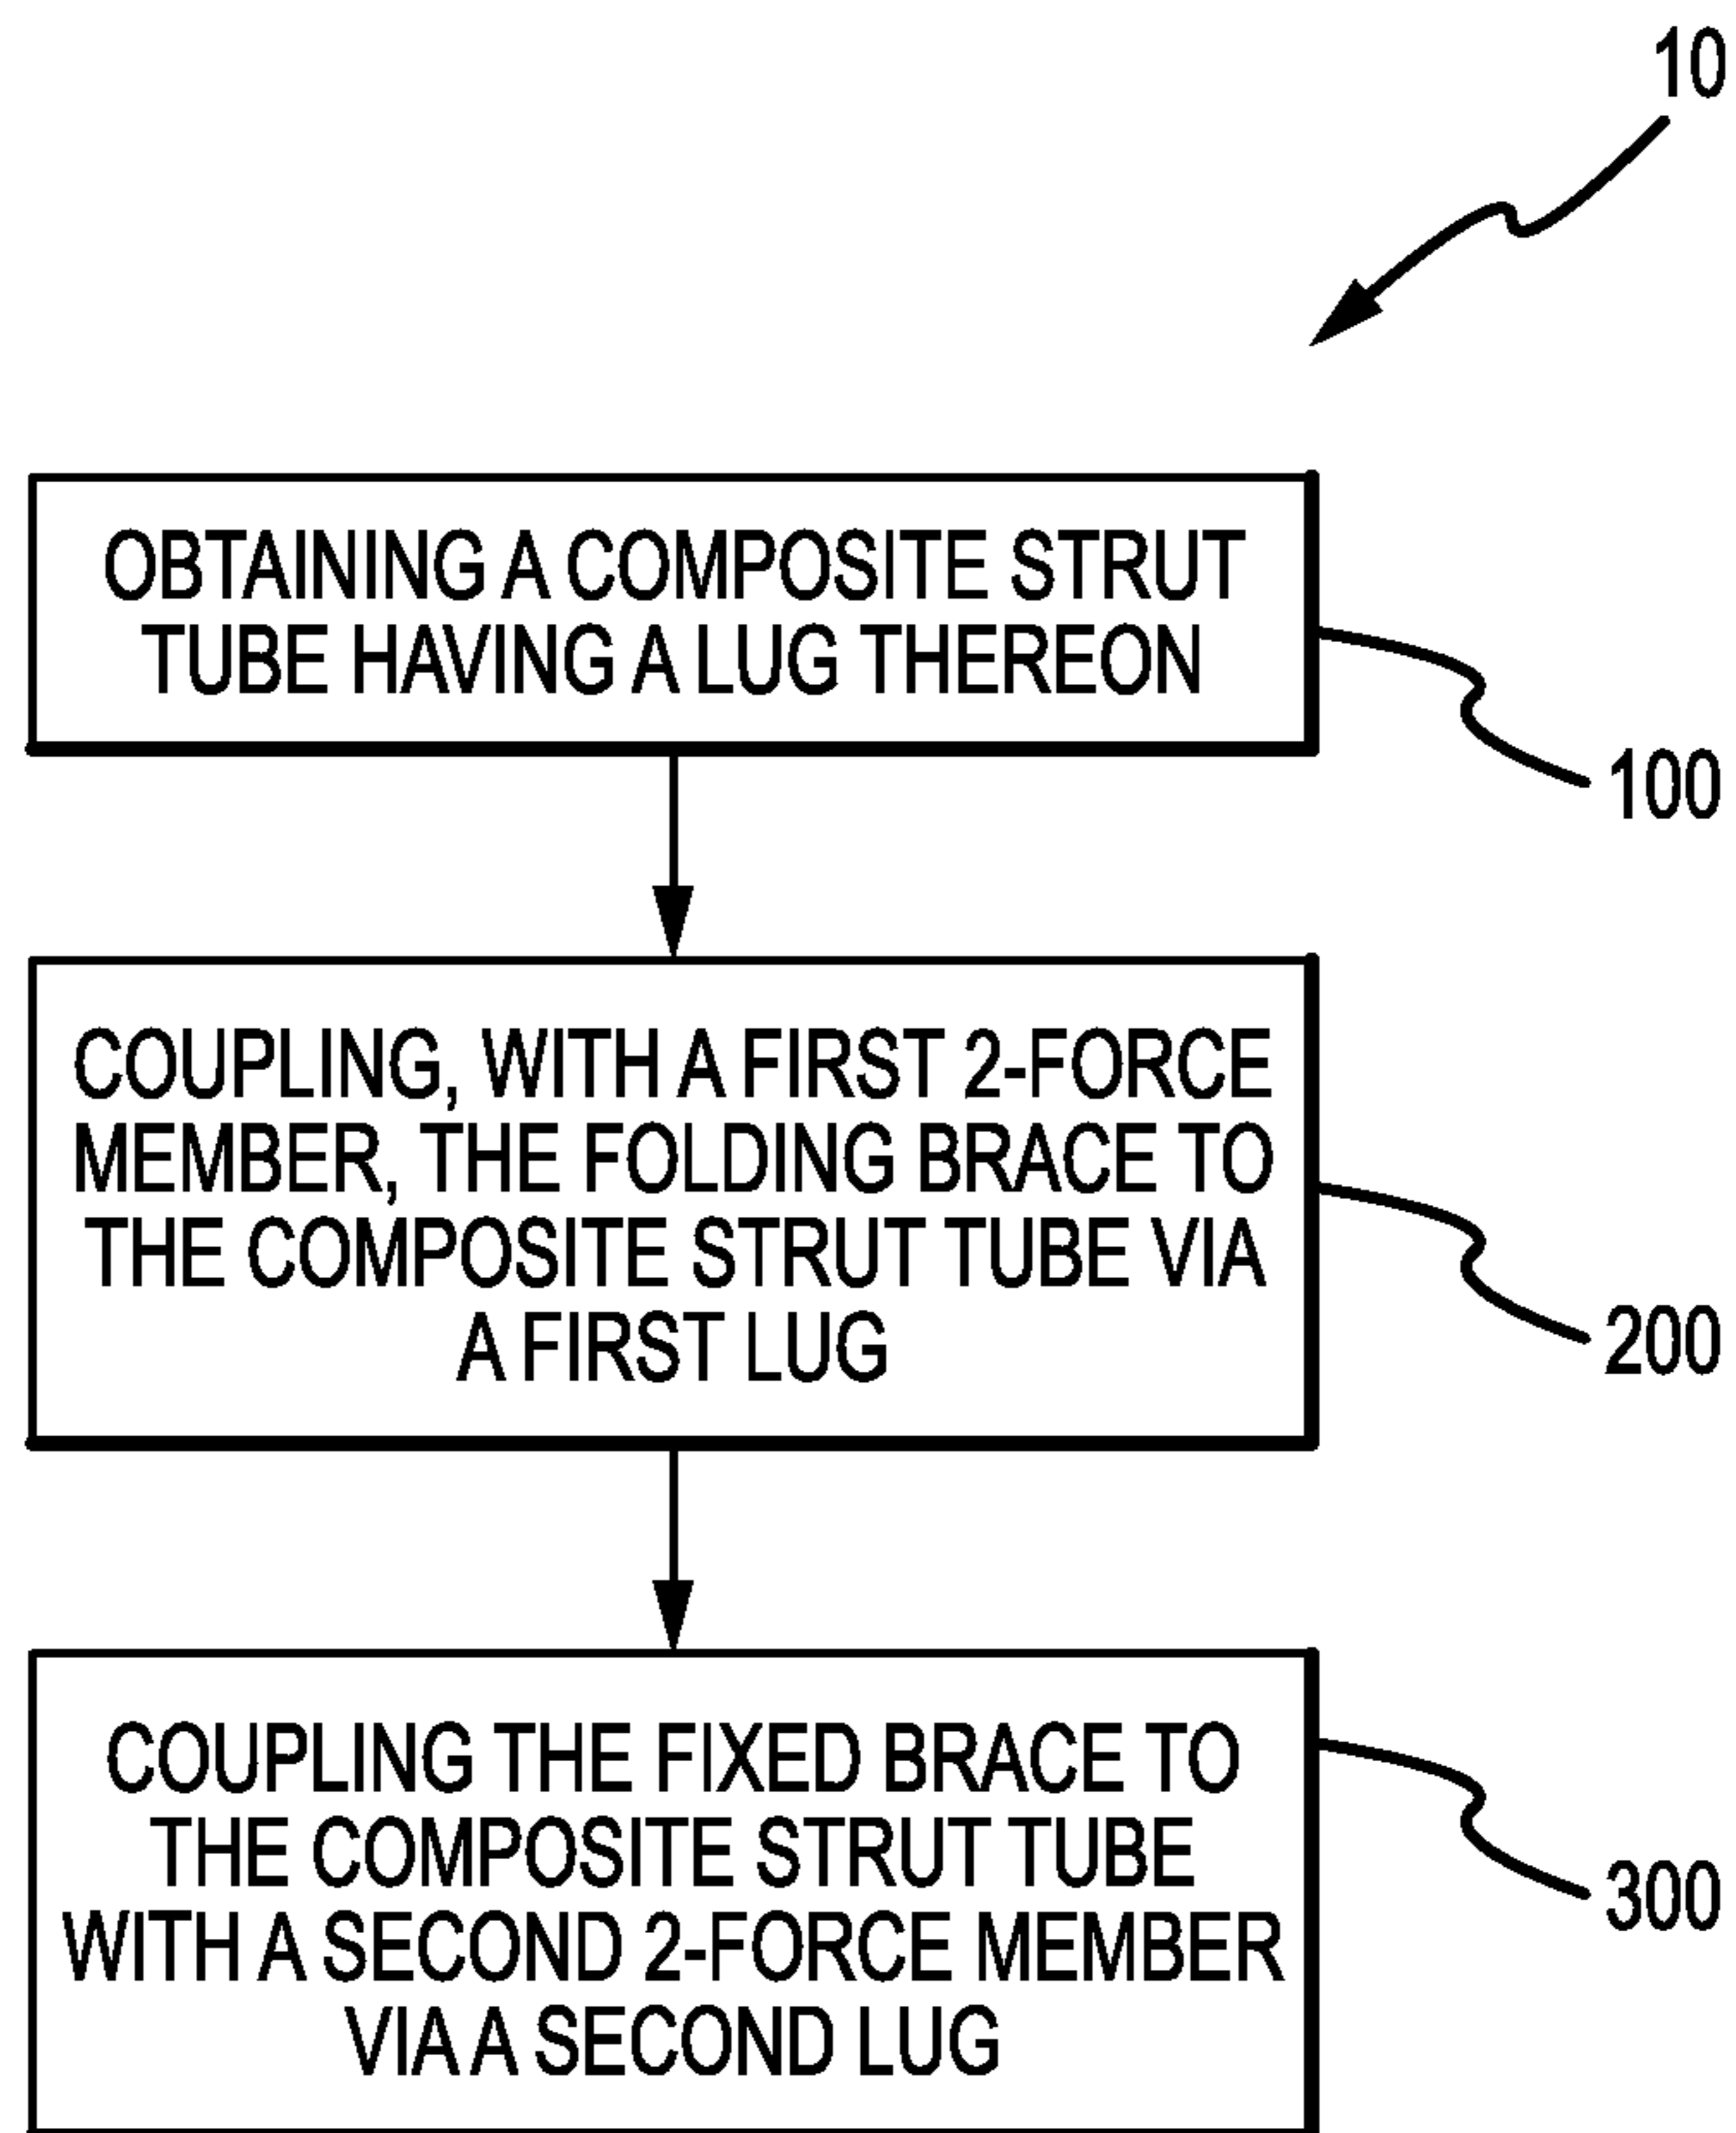 10
OBTAINING A COMPOSITE STRUT
TUBE HAVING A LUG THEREON
100
COUPLING, WITH A FIRST 2-FORCE
MEMBER, THE FOLDING BRACE TO
THE COMPOSITE STRUT TUBE VIA
A FIRST LUG
200
COUPLING THE FIXED BRACE TO
THE COMPOSITE STRUT TUBE
WITH A SECOND 2-FORCE MEMBER
VIA A SECOND LUG
300